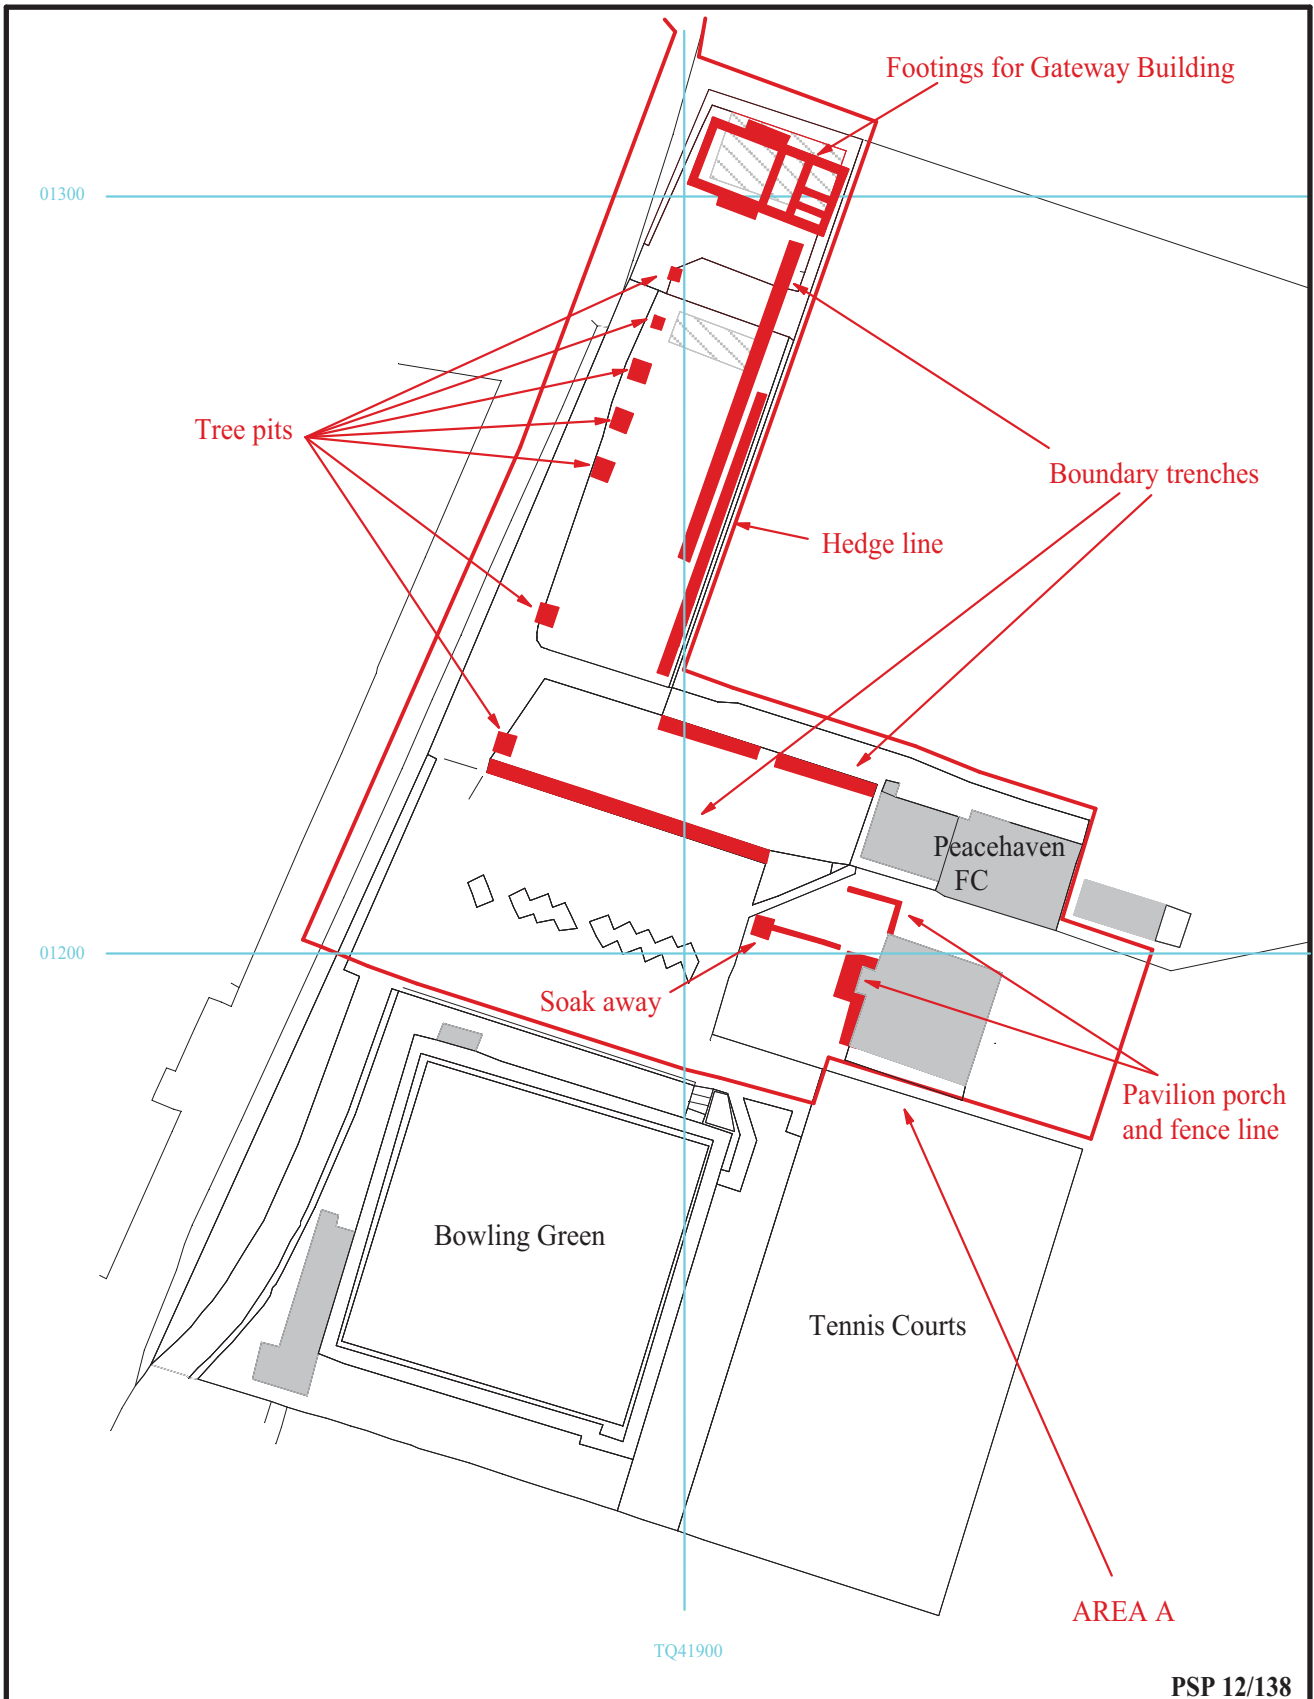 Footings for Gateway Building
01300
Tree pits
Boundary trenches
Hedge line
Peacehaven
FC
01200
Soak away
Pavilion porch
and fence line
Bowling Green
Tennis Courts
AREA A
TQ41900
PSP 12/138